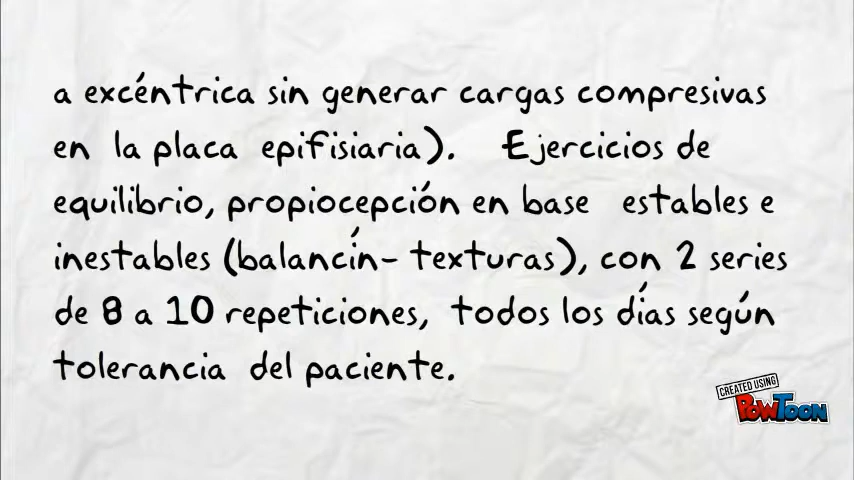 a excéntrica sin generar cargas compresivas
en la placa epifisiaria). Ejercicios de
equilibrio, propiocepción en base estables e
inestables (balancín- texturas), con 2 series
de 8 a 10 repeticiones, todos los días según
tolerancia del paciente.
CREATED USING
POWTOON